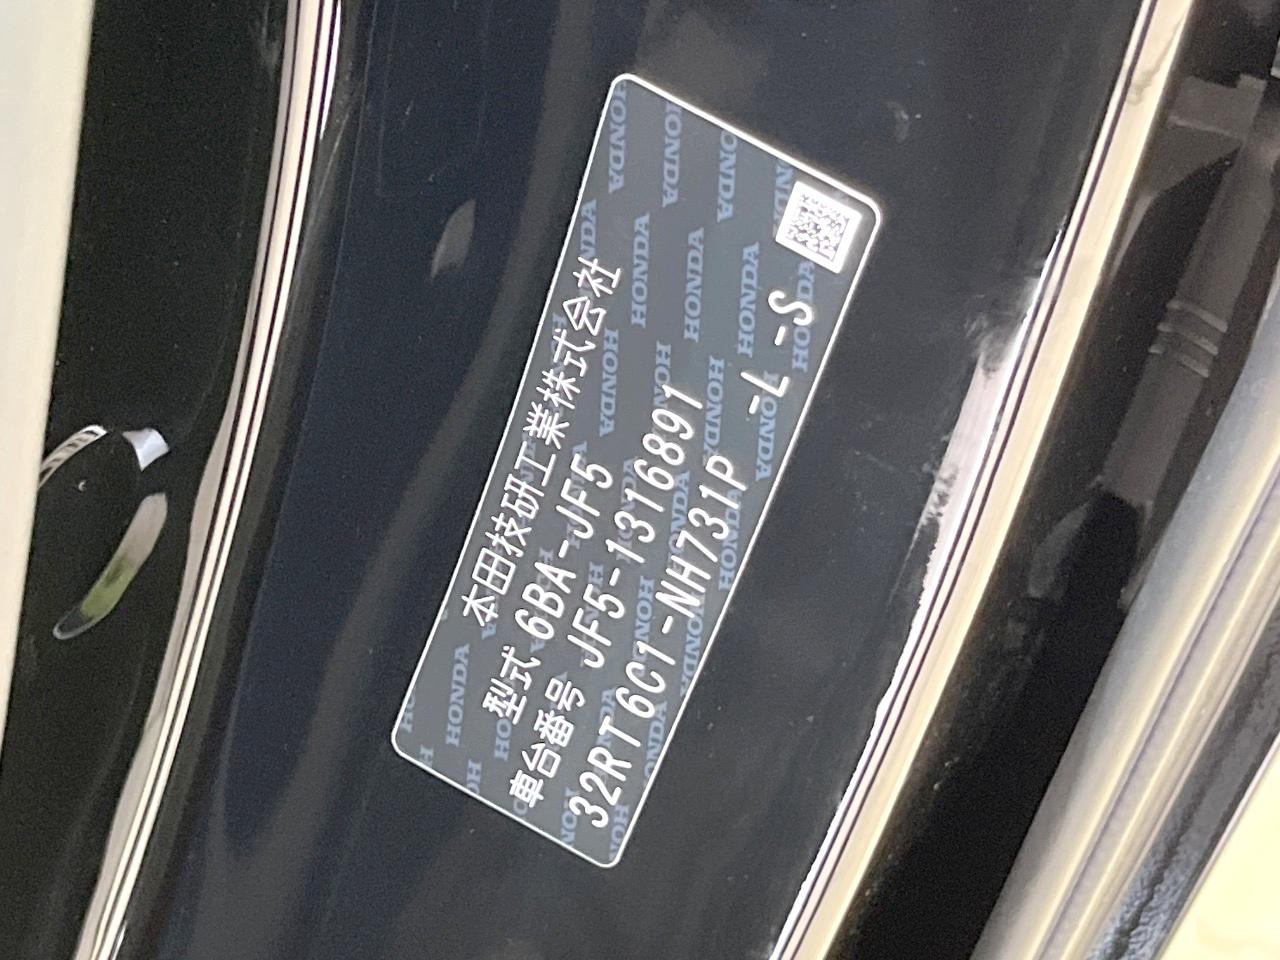 本田技研工業株式会社
型式 6BA-JF5
車台番号 JF5-1316891
32RT6C1-NH731P -L -S